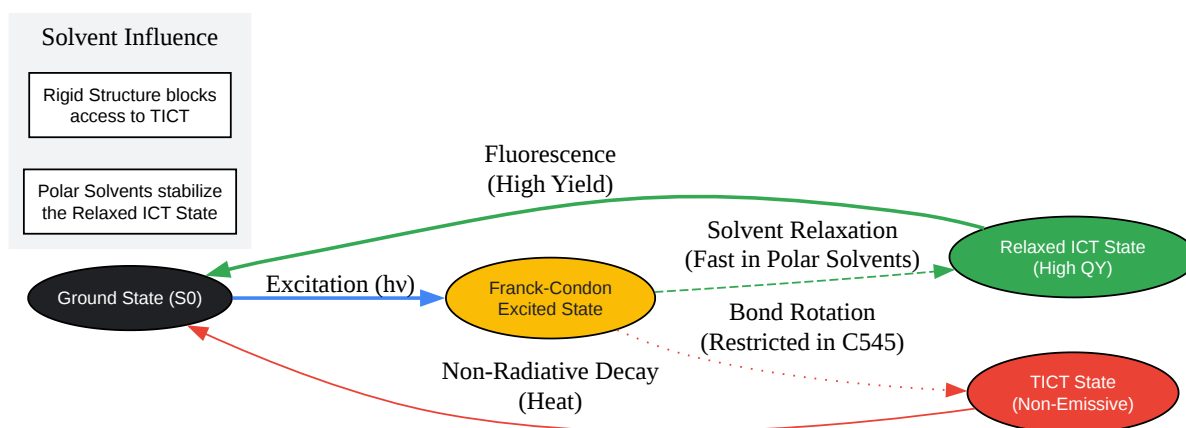 Solvent Influence
Rigid Structure blocks
access to TICT
Polar Solvents stabilize
the Relaxed ICT State
Fluorescence
(High Yield)
Solvent Relaxation
(Fast in Polar Solvents)
Relaxed ICT State
(High QY)
Ground State (S0)
Excitation (hν)
Franck-Condon
Excited State
Bond Rotation
(Restricted in C545)
Non-Radiative Decay
(Heat)
TICT State
(Non-Emissive)